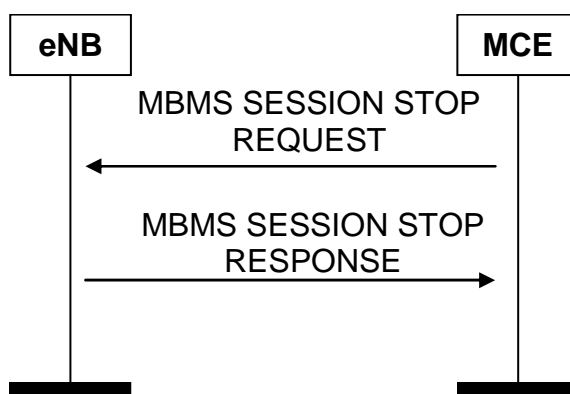 eNB
MCE
MBMS SESSION STOP
REQUEST
MBMS SESSION STOP
RESPONSE